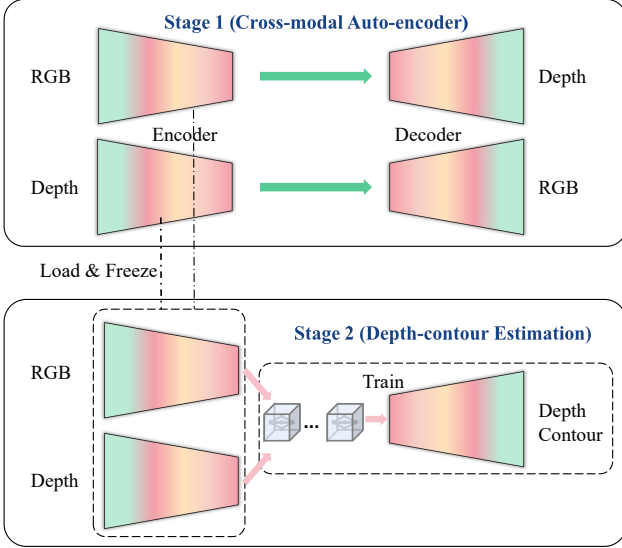 Stage 1 (Cross-modal Auto-encoder)
RGB
Depth
Encoder
Decoder
Depth
RGB
Load & Freeze
Stage 2 (Depth-contour Estimation)
RGB
Train
...
Depth
Contour
Depth